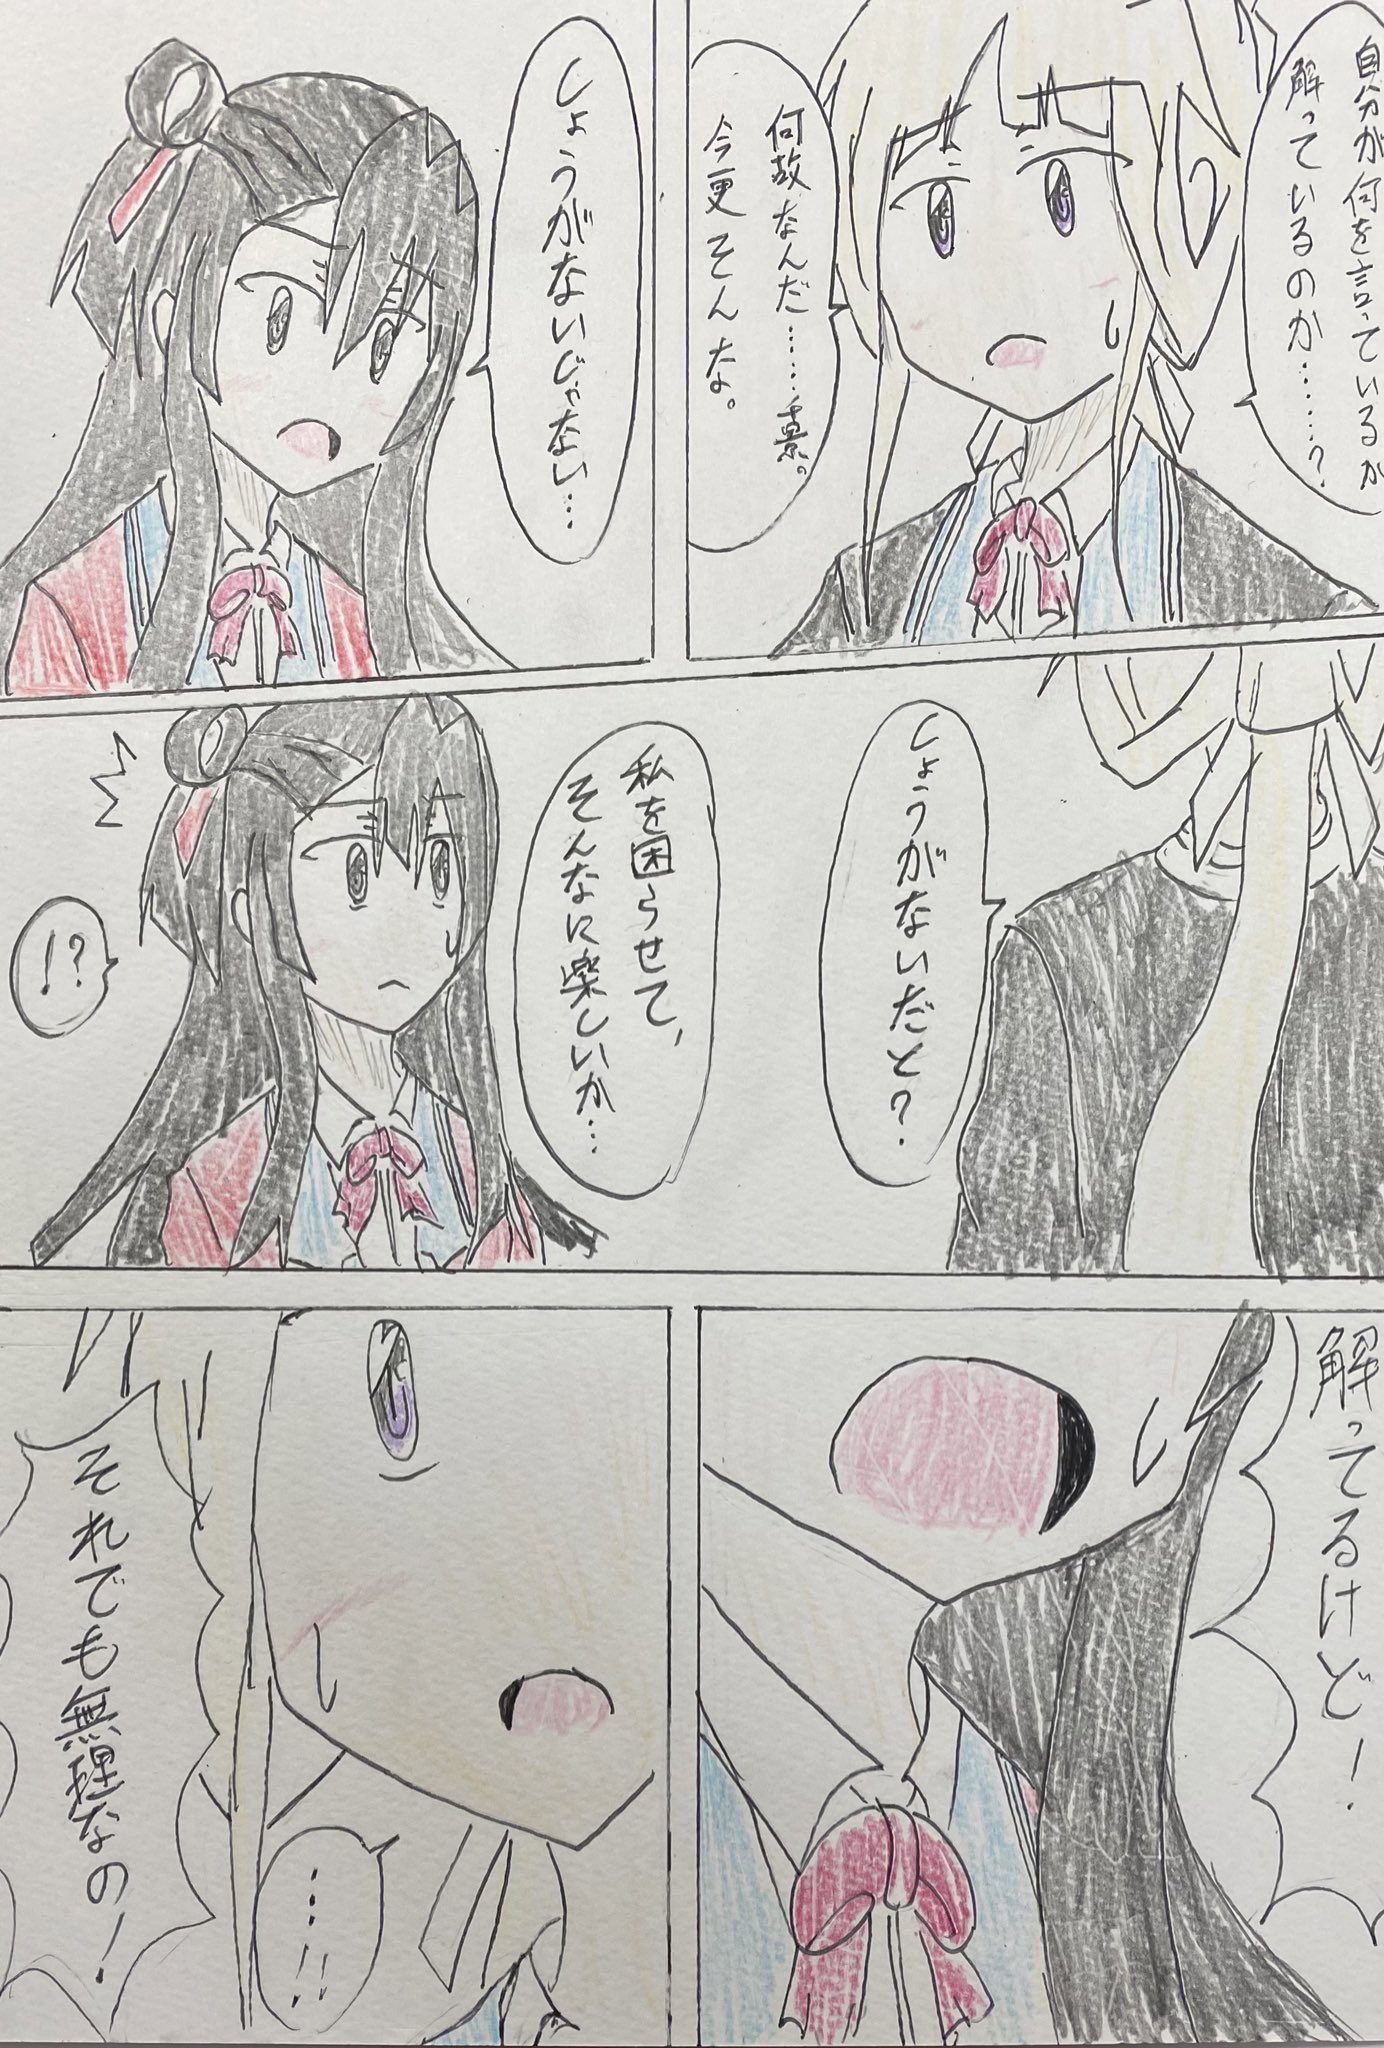 自分が何を言っているか
解っているのか……？
何故なんだ……菫。
今更そんな。
しょうがないじゃない…
しょうがないだと？
私を困らせて、
そんなに楽しいか…
！？
解ってるけど！
それでも無理なの！
…！！